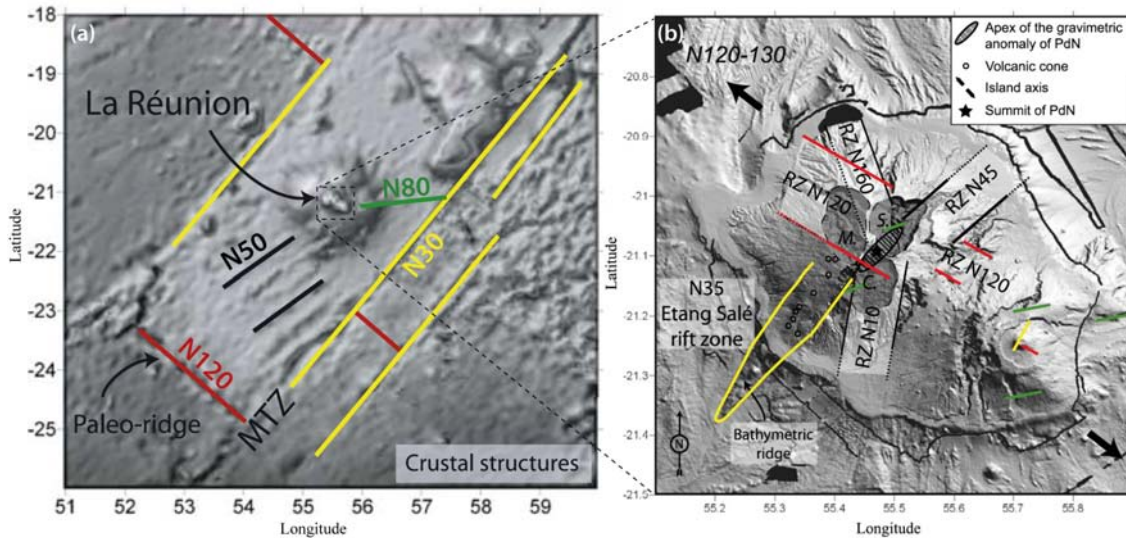 (a)
-18
-19
-20
-21
-22
-23
-24
-25
Latitude
La Réunion
N80
N50
N30
N120
MTZ
Paleo-ridge
Crustal structures
51 52 53 54 55 56 57 58 59
Longitude
(b)
N120-130
Apex of the gravimetric
anomaly of PdN
Volcanic cone
Island axis
Summit of PdN
-20.8
-20.9
-21
-21.1
-21.2
-21.3
-21.4
-21.5
Latitude
RZ N160
RZ N120
RZ N45
S.
M.
C.
RZ N120
RZ N10
N35
Etang Salé
rift zone
Bathymetric
ridge
N
55.2 55.3 55.4 55.5 55.6 55.7 55.8
Longitude